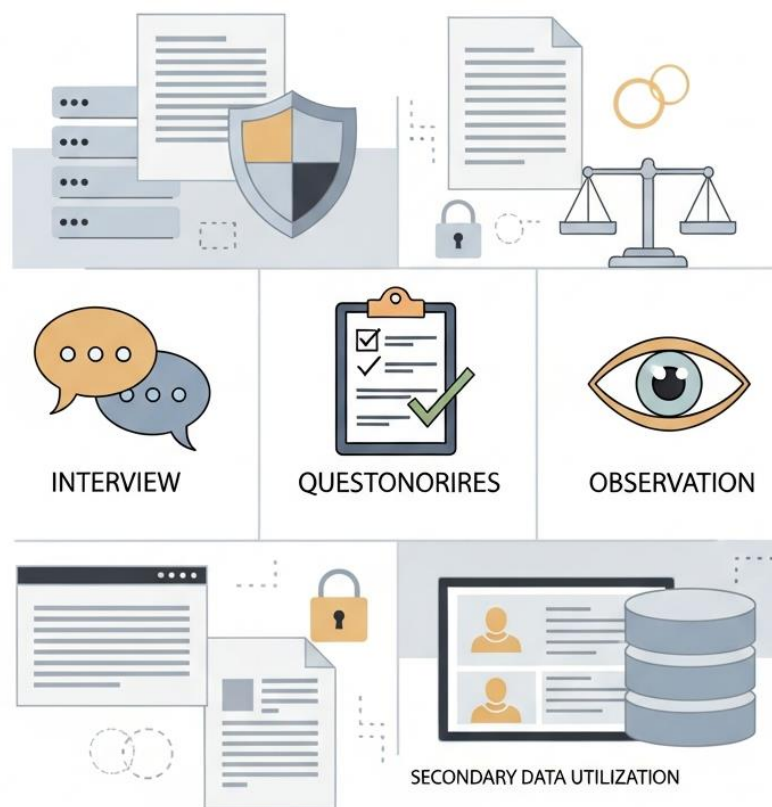 INTERVIEW
QUESTONORIRES
OBSERVATION
SECONDARY DATA UTILIZATION